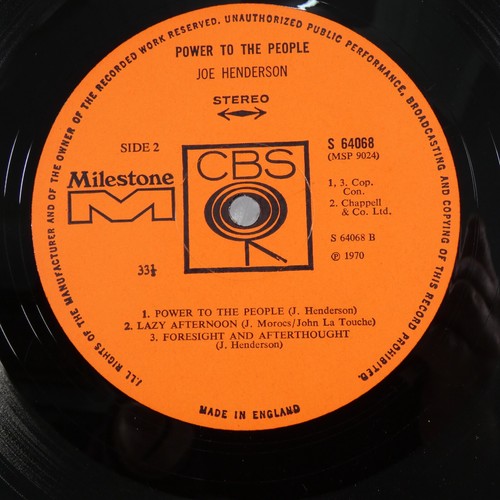 ALL RIGHTS OF THE MANUFACTURER AND OF THE OWNER OF THE RECORDED WORK RESERVED. UNAUTHORIZED PUBLIC PERFORMANCE, BROADCASTING AND COPYING OF THIS RECORD PROHIBITED.
POWER TO THE PEOPLE
JOE HENDERSON
STEREO
SIDE 2
S 64068
(MSP 9024)
CBS
Milestone
M
1, 3. Cop.
Con.
2. Chappell
& Co. Ltd.
S 64068 B
℗ 1970
33⅓
1. POWER TO THE PEOPLE (J. Henderson)
2. LAZY AFTERNOON (J. Morocs/John La Touche)
3. FORESIGHT AND AFTERTHOUGHT
(J. Henderson)
MADE IN ENGLAND